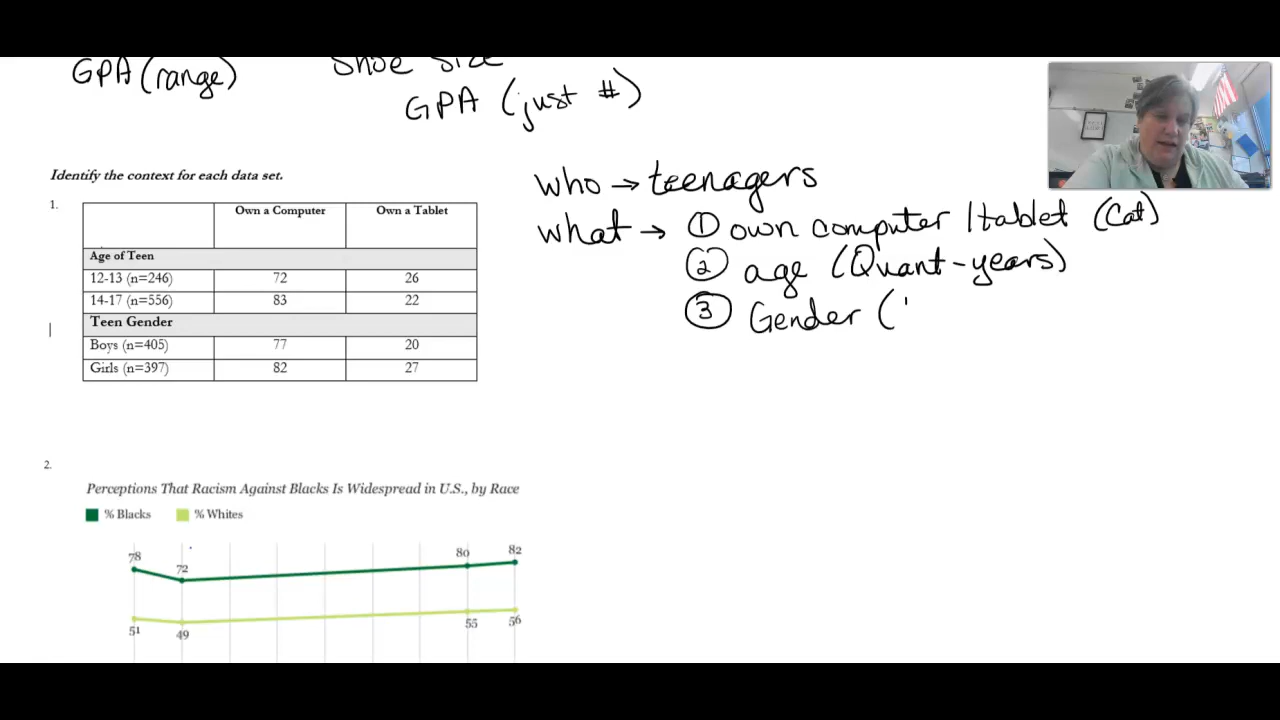 GPA (range)
Shoe Size
GPA (just #)
Identify the context for each data set.
who → teenagers
what → ① own computer / tablet (Cat)
② age (Quant - years)
③ Gender (
1.
Own a Computer Own a Tablet
Age of Teen
12-13 (n=246) 72 26
14-17 (n=556) 83 22
Teen Gender
Boys (n=405) 77 20
Girls (n=397) 82 27
2.
Perceptions That Racism Against Blacks Is Widespread in U.S., by Race
% Blacks % Whites
78 72 80 82
51 49 55 56